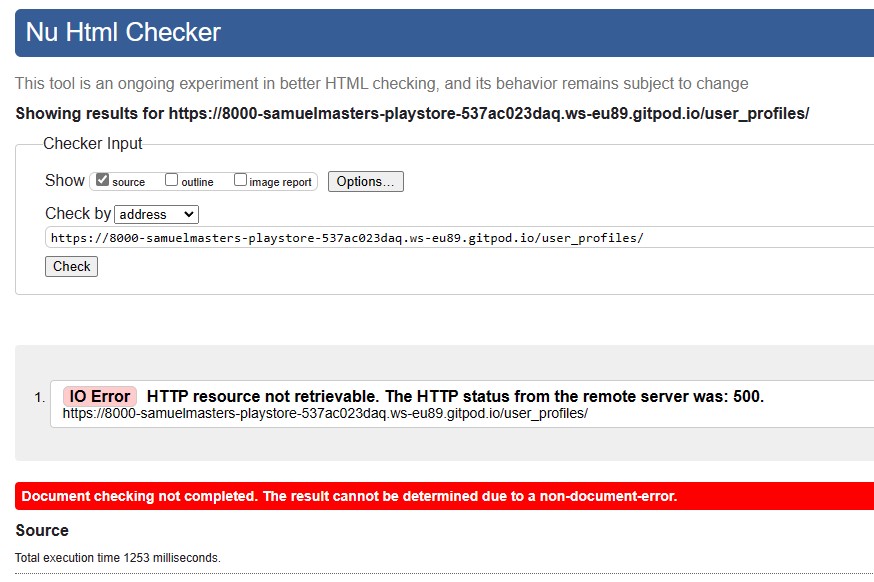 Nu Html Checker
This tool is an ongoing experiment in better HTML checking, and its behavior remains subject to change
Showing results for https://8000-samuelmasters-playstore-537ac023daq.ws-eu89.gitpod.io/user_profiles/
Checker Input
Show source outline image report Options...
Check by address
https://8000-samuelmasters-playstore-537ac023daq.ws-eu89.gitpod.io/user_profiles/
Check
1. IO Error HTTP resource not retrievable. The HTTP status from the remote server was: 500.
https://8000-samuelmasters-playstore-537ac023daq.ws-eu89.gitpod.io/user_profiles/
Document checking not completed. The result cannot be determined due to a non-document-error.
Source
Total execution time 1253 milliseconds.